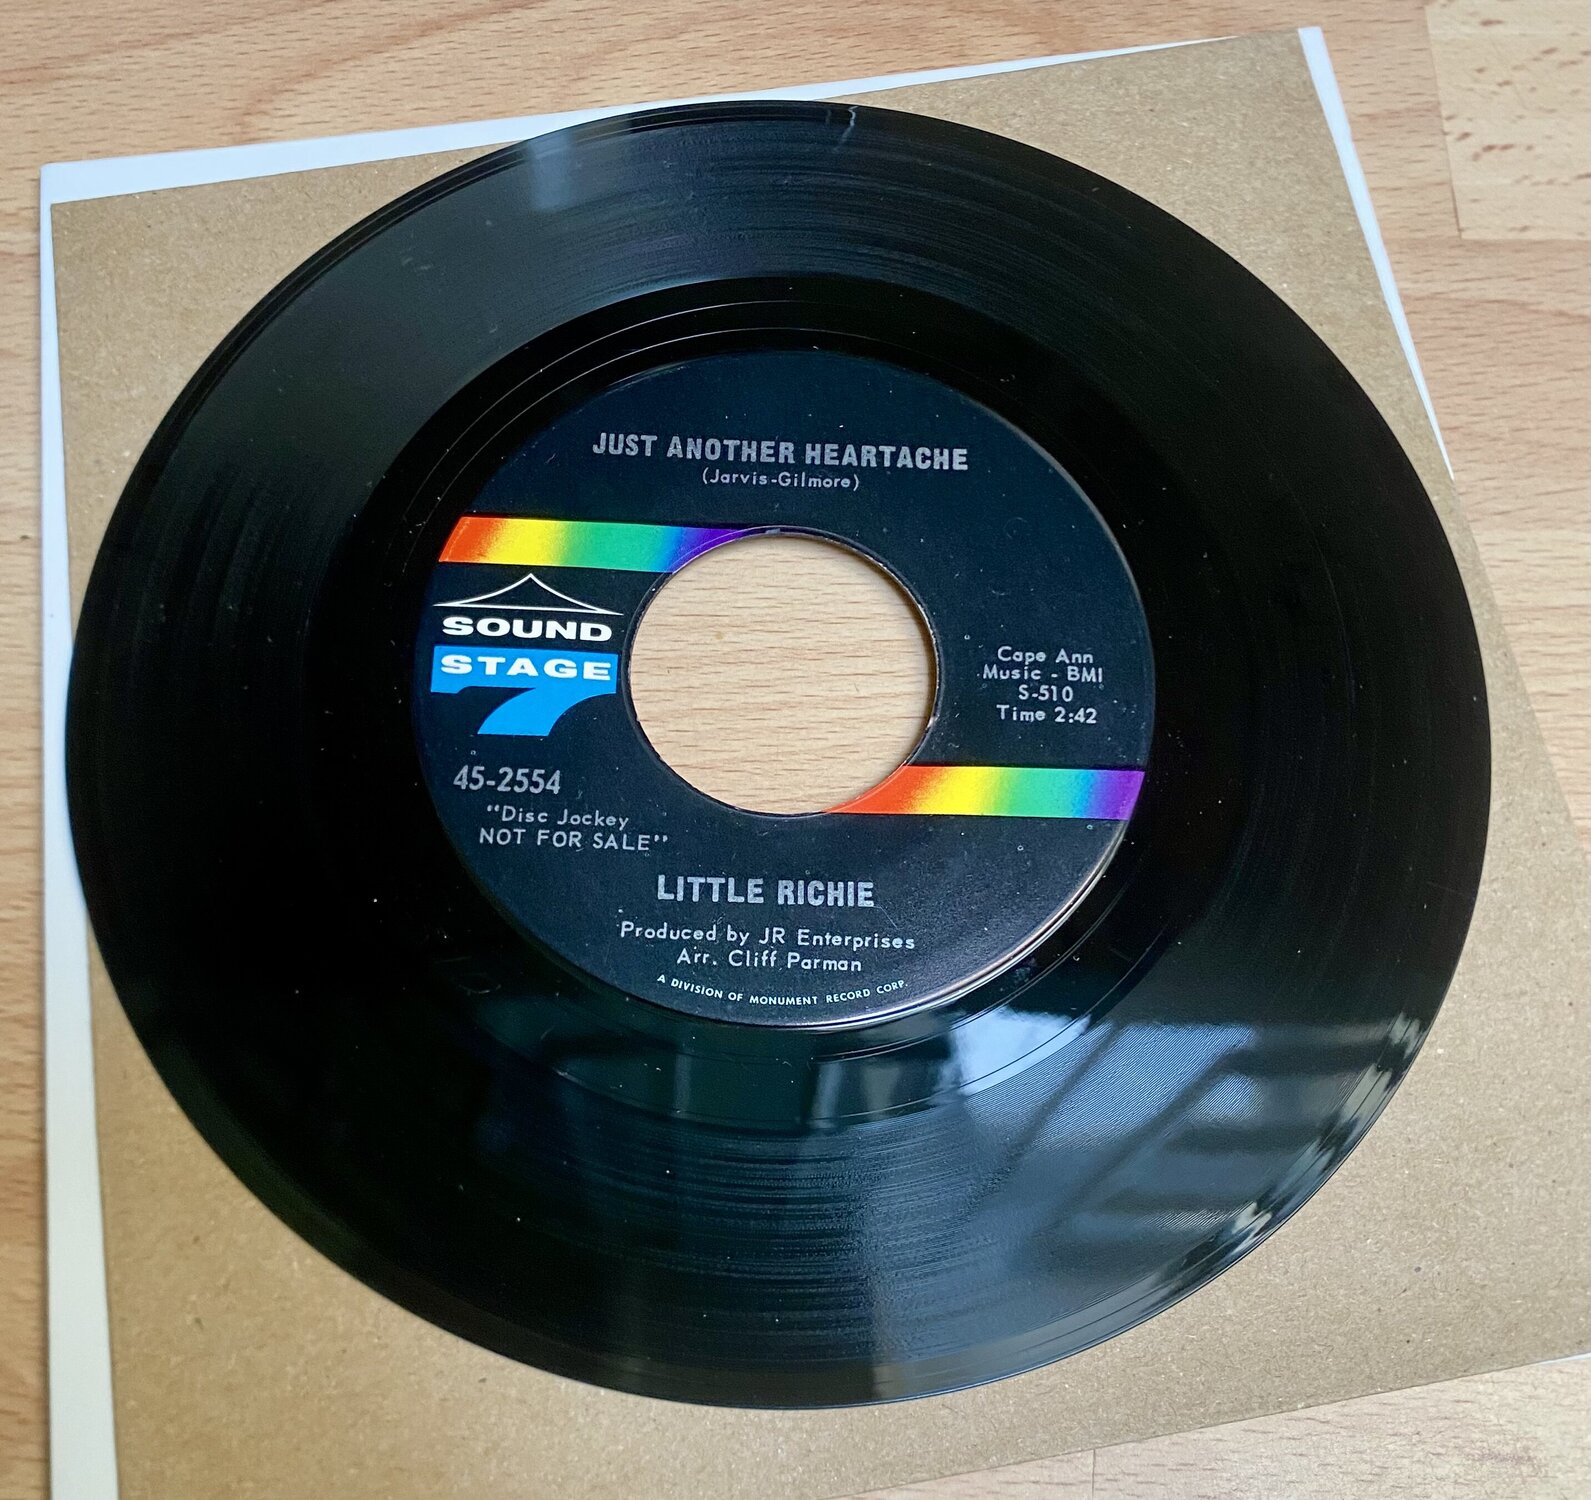 JUST ANOTHER HEARTACHE
(Jarvis-Gilmore)
SOUND
STAGE
7
Cape Ann
Music - BMI
S-510
Time 2:42
45-2554
"Disc Jockey
NOT FOR SALE"
LITTLE RICHIE
Produced by JR Enterprises
Arr. Cliff Parman
A DIVISION OF MONUMENT RECORD CORP.